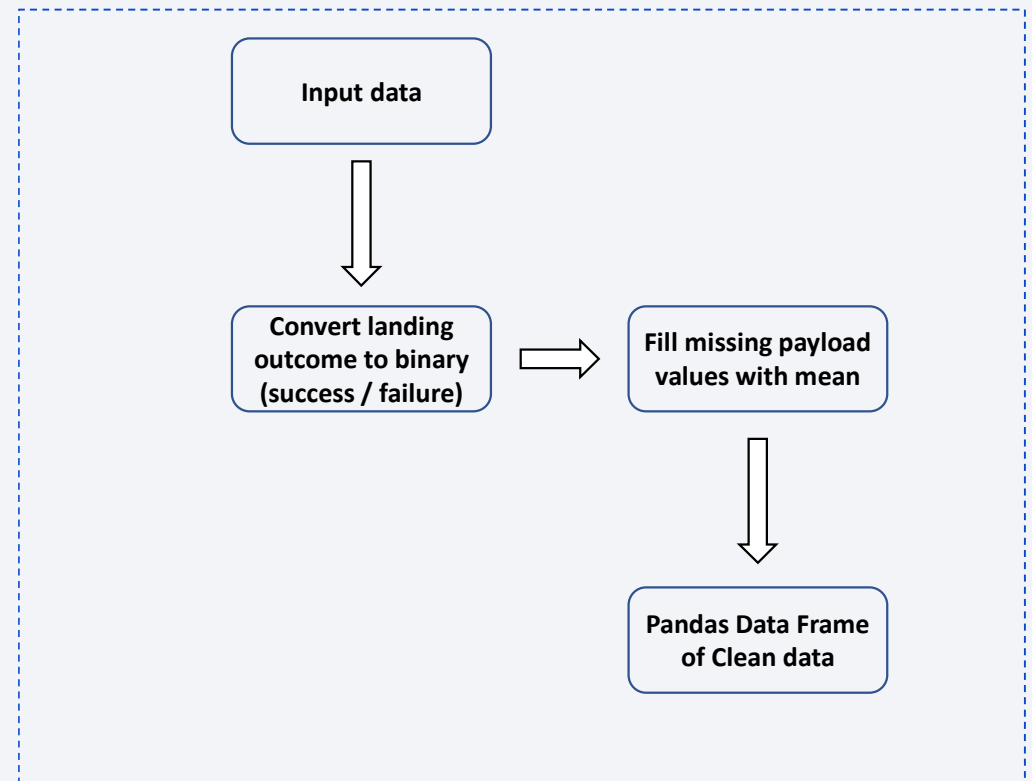 Input data
Convert landing
outcome to binary
(success / failure)
Fill missing payload
values with mean
Pandas Data Frame
of Clean data